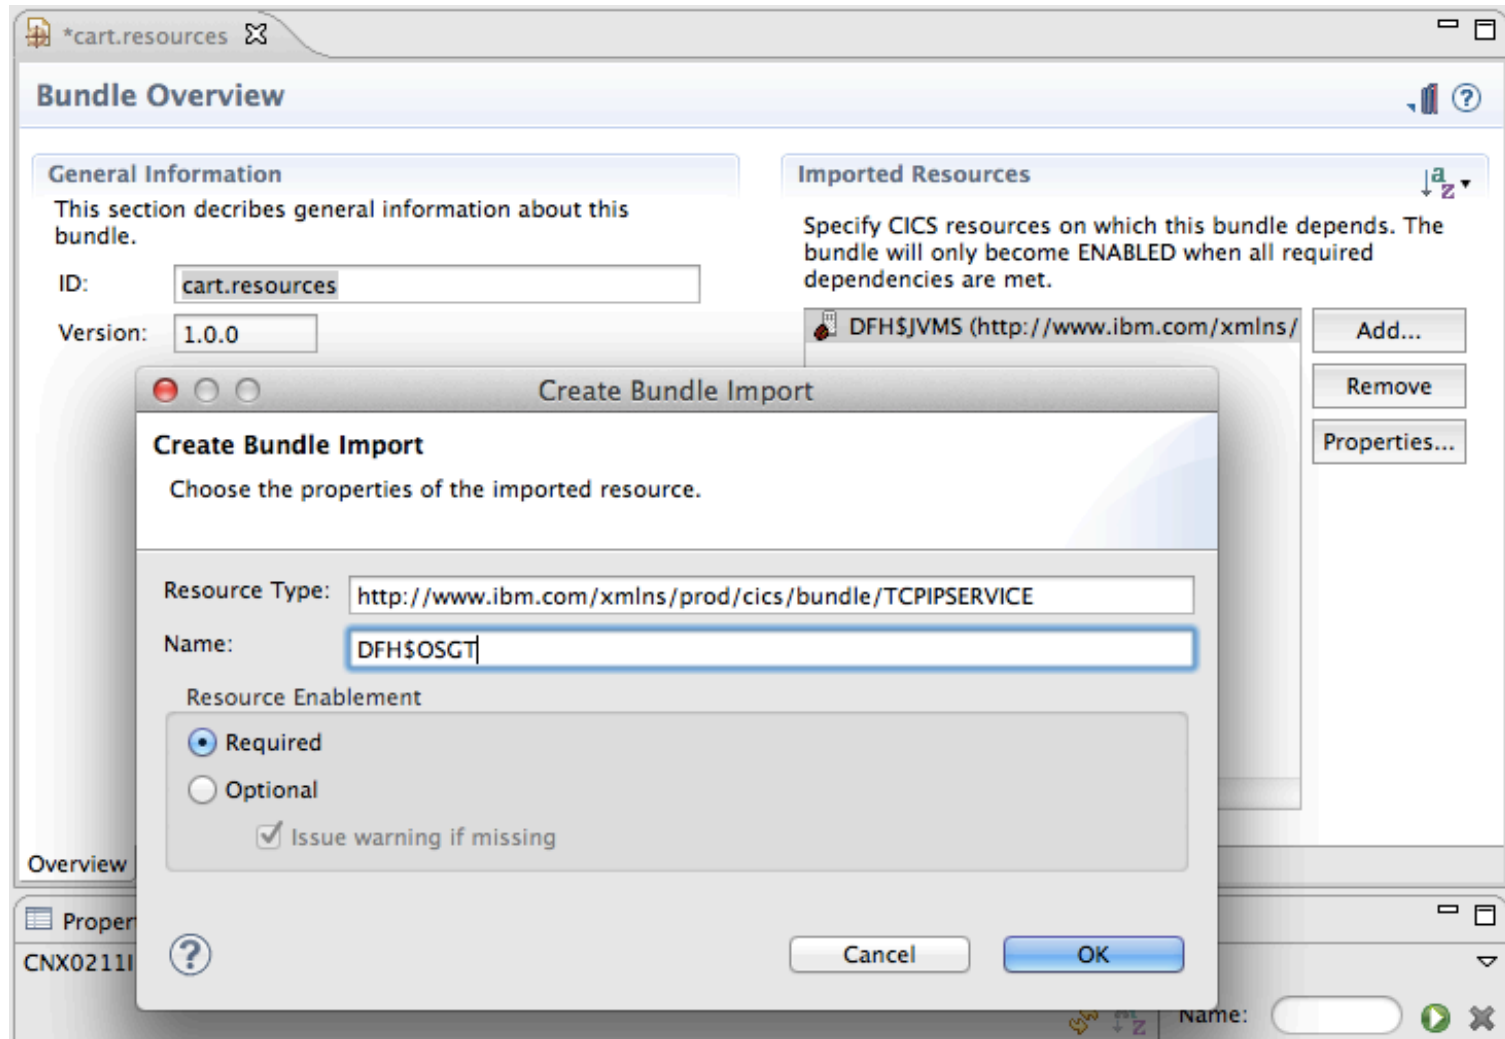 *cart.resources
Bundle Overview
General Information
This section decribes general information about this
bundle.
ID:
cart.resources
Version:
1.0.0
Imported Resources
Specify CICS resources on which this bundle depends. The
bundle will only become ENABLED when all required
dependencies are met.
DFH$JVMS (http://www.ibm.com/xmlns/
Add...
Remove
Properties...
Create Bundle Import
Create Bundle Import
Choose the properties of the imported resource.
Resource Type:
http://www.ibm.com/xmlns/prod/cics/bundle/TCPIPSERVICE
Name:
DFH$OSGT
Resource Enablement
Required
Optional
Issue warning if missing
Cancel
OK
Overview
Proper
CNX0211I
Name: